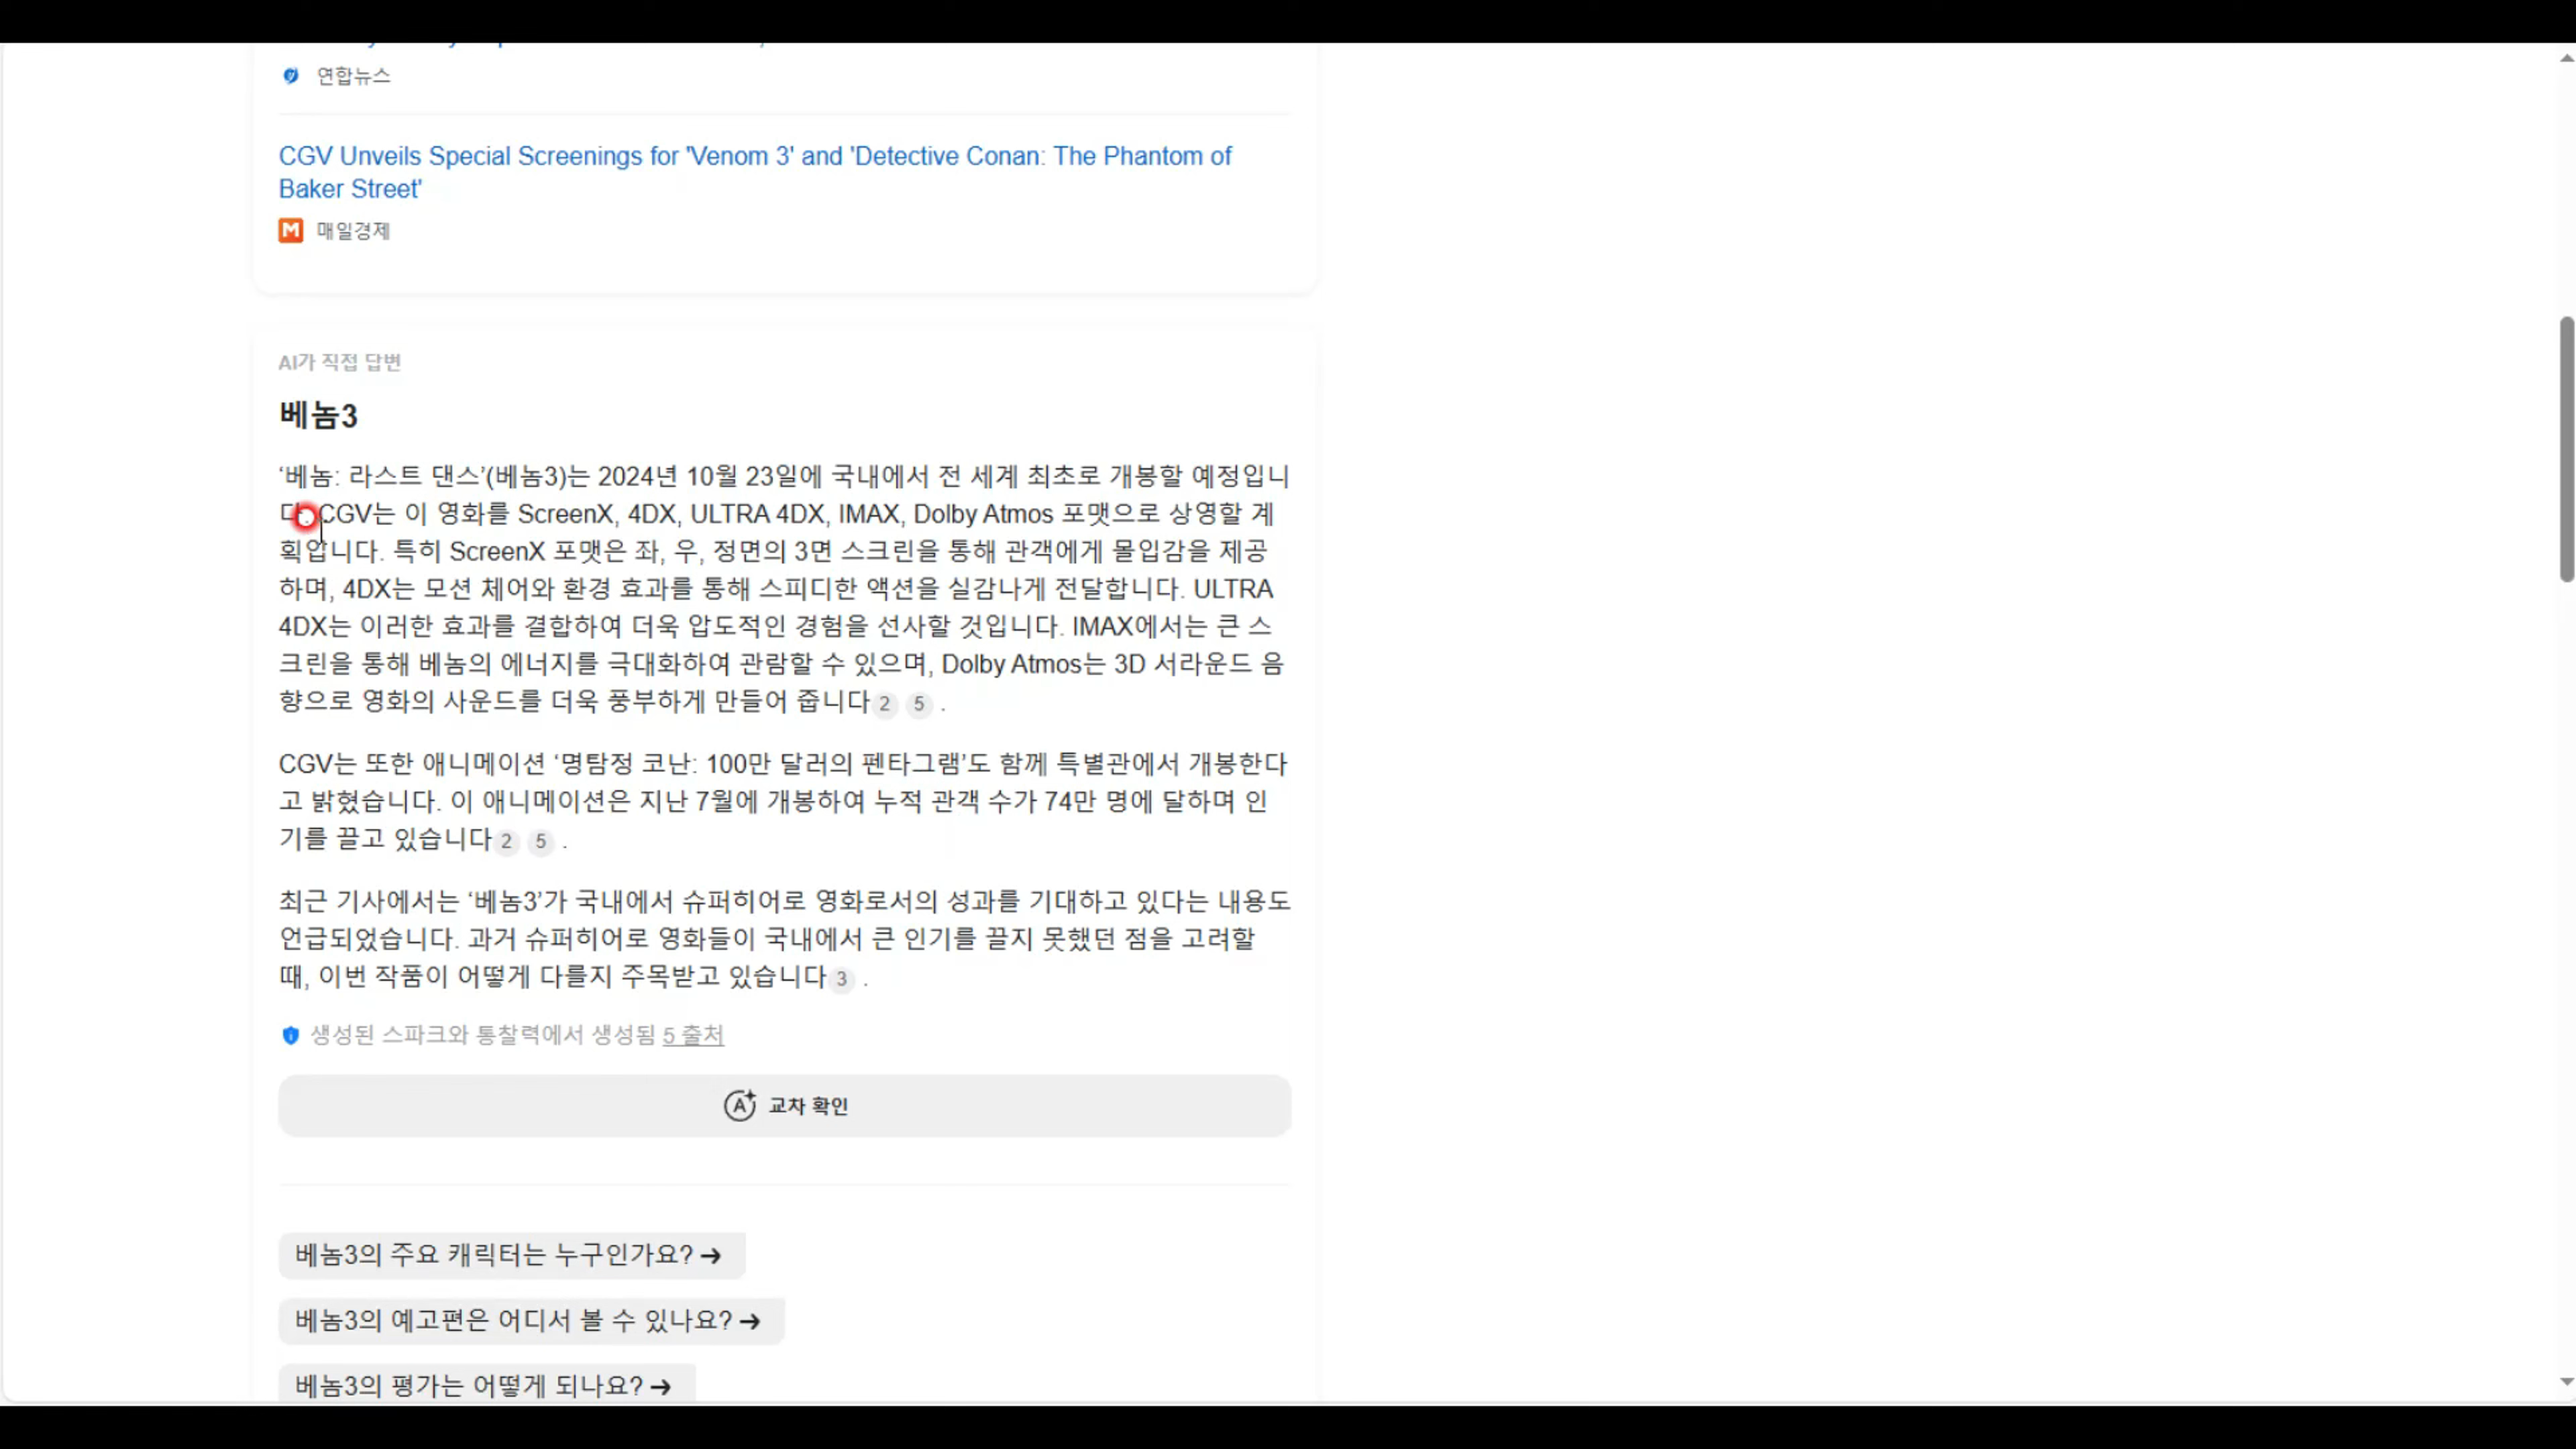 연합뉴스
CGV Unveils Special Screenings for 'Venom 3' and 'Detective Conan: The Phantom of
Baker Street'
M 매일경제
AI가 직접 답변
베놈3
‘베놈: 라스트 댄스’(베놈3)는 2024년 10월 23일에 국내에서 전 세계 최초로 개봉할 예정입니
다. CGV는 이 영화를 ScreenX, 4DX, ULTRA 4DX, IMAX, Dolby Atmos 포맷으로 상영할 계
획입니다. 특히 ScreenX 포맷은 좌, 우, 정면의 3면 스크린을 통해 관객에게 몰입감을 제공
하며, 4DX는 모션 체어와 환경 효과를 통해 스피디한 액션을 실감나게 전달합니다. ULTRA
4DX는 이러한 효과를 결합하여 더욱 압도적인 경험을 선사할 것입니다. IMAX에서는 큰 스
크린을 통해 베놈의 에너지를 극대화하여 관람할 수 있으며, Dolby Atmos는 3D 서라운드 음
향으로 영화의 사운드를 더욱 풍부하게 만들어 줍니다 2 5 .
CGV는 또한 애니메이션 ‘명탐정 코난: 100만 달러의 펜타그램’도 함께 특별관에서 개봉한다
고 밝혔습니다. 이 애니메이션은 지난 7월에 개봉하여 누적 관객 수가 74만 명에 달하며 인
기를 끌고 있습니다 2 5 .
최근 기사에서는 ‘베놈3’가 국내에서 슈퍼히어로 영화로서의 성과를 기대하고 있다는 내용도
언급되었습니다. 과거 슈퍼히어로 영화들이 국내에서 큰 인기를 끌지 못했던 점을 고려할
때, 이번 작품이 어떻게 다를지 주목받고 있습니다 3 .
생성된 스파크와 통찰력에서 생성됨 5 출처
교차 확인
베놈3의 주요 캐릭터는 누구인가요? →
베놈3의 예고편은 어디서 볼 수 있나요? →
베놈3의 평가는 어떻게 되나요? →